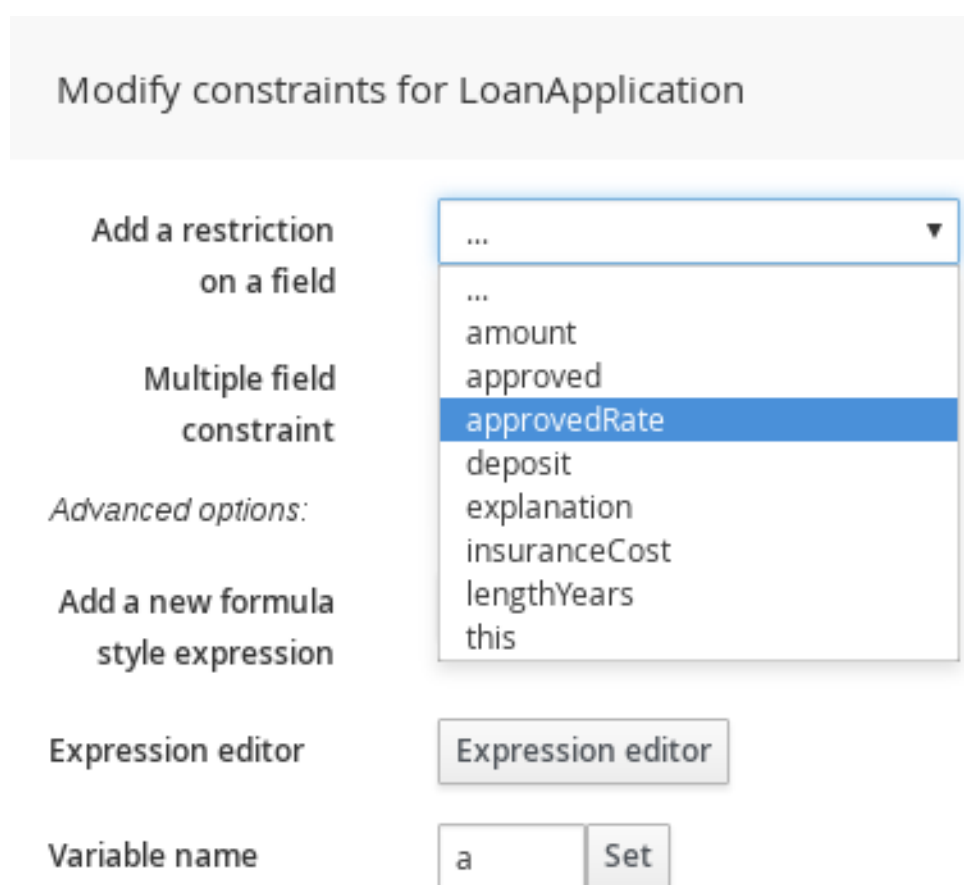 Modify constraints for LoanApplication
Add a restriction
on a field
...
...
amount
approved
approvedRate
deposit
explanation
insuranceCost
lengthYears
this
Multiple field
constraint
Advanced options:
Add a new formula
style expression
Expression editor
Expression editor
Variable name
a
Set